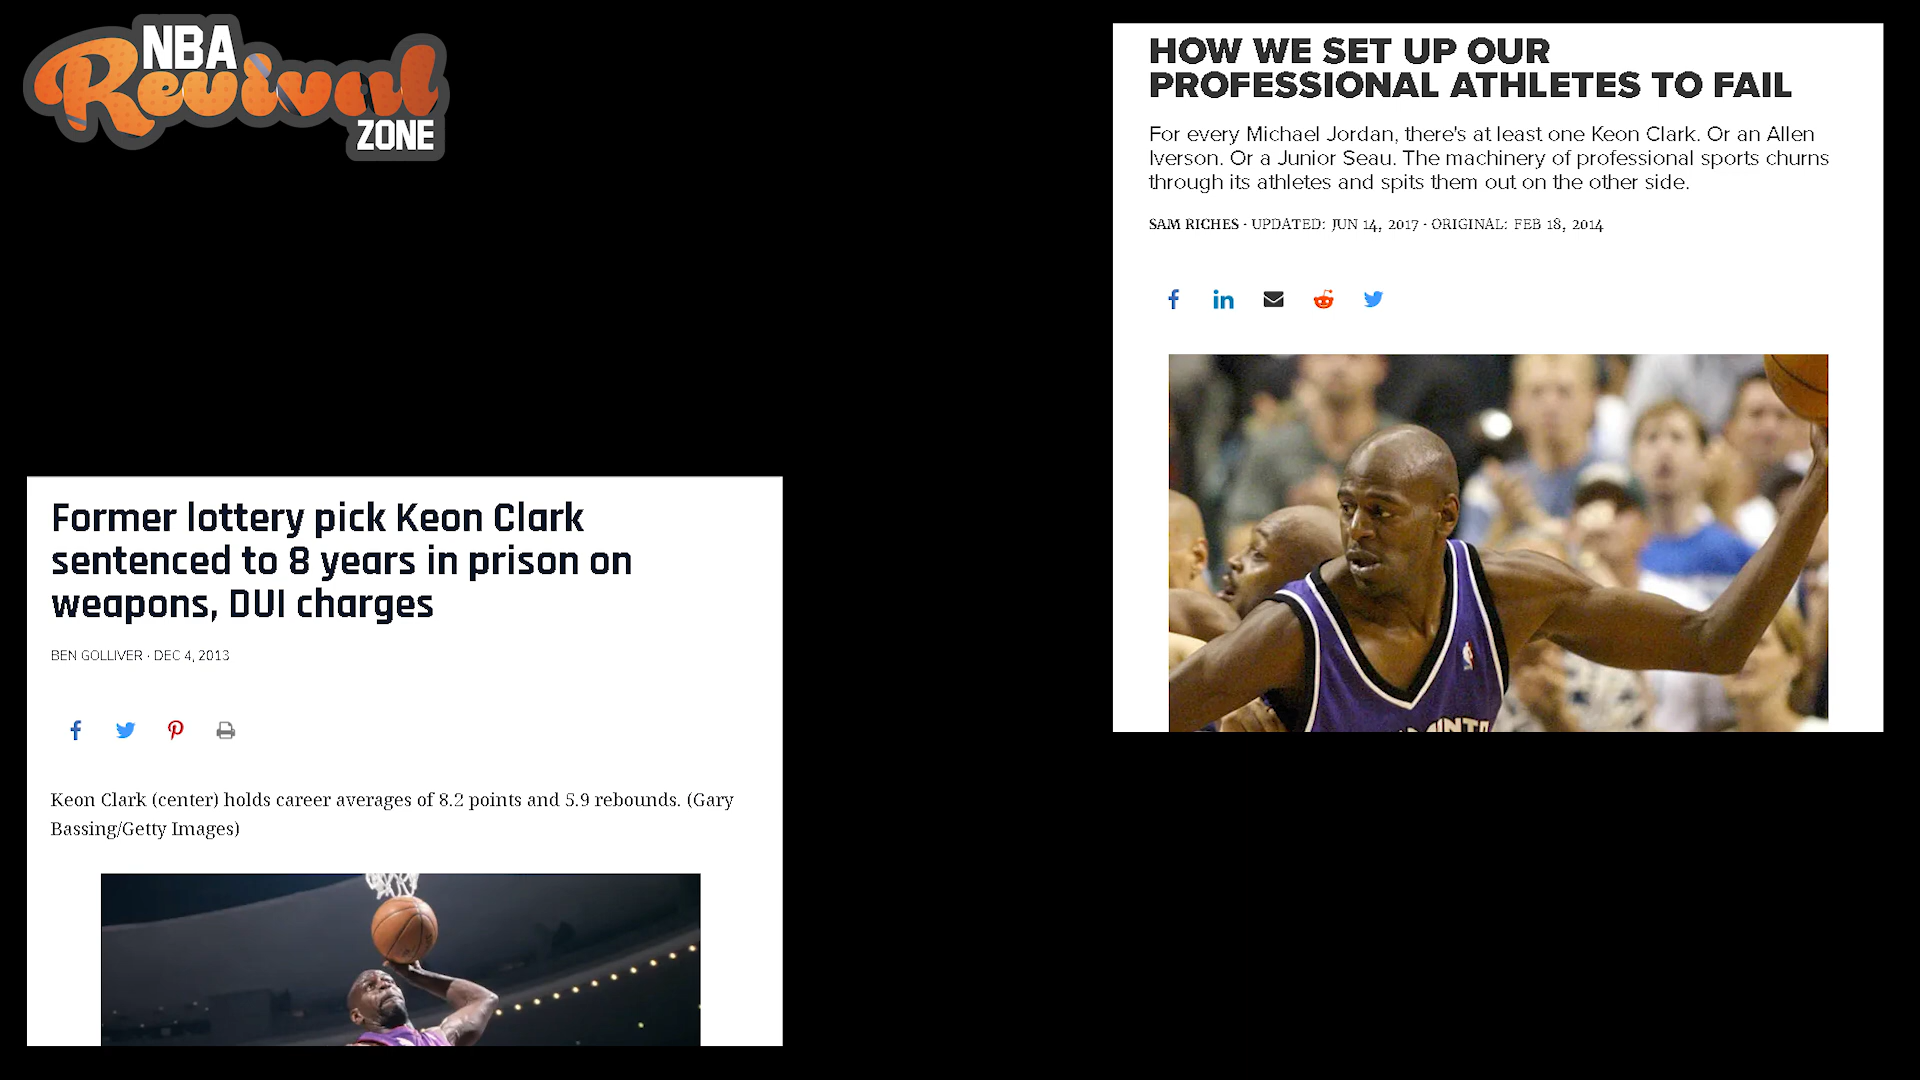 NBA
Revival
ZONE
HOW WE SET UP OUR
PROFESSIONAL ATHLETES TO FAIL
For every Michael Jordan, there's at least one Keon Clark. Or an Allen
Iverson. Or a Junior Seau. The machinery of professional sports churns
through its athletes and spits them out on the other side.
SAM RICHES · UPDATED: JUN 14, 2017 · ORIGINAL: FEB 18, 2014
Former lottery pick Keon Clark
sentenced to 8 years in prison on
weapons, DUI charges
BEN GOLLIVER · DEC 4, 2013
Keon Clark (center) holds career averages of 8.2 points and 5.9 rebounds. (Gary
Bassing/Getty Images)